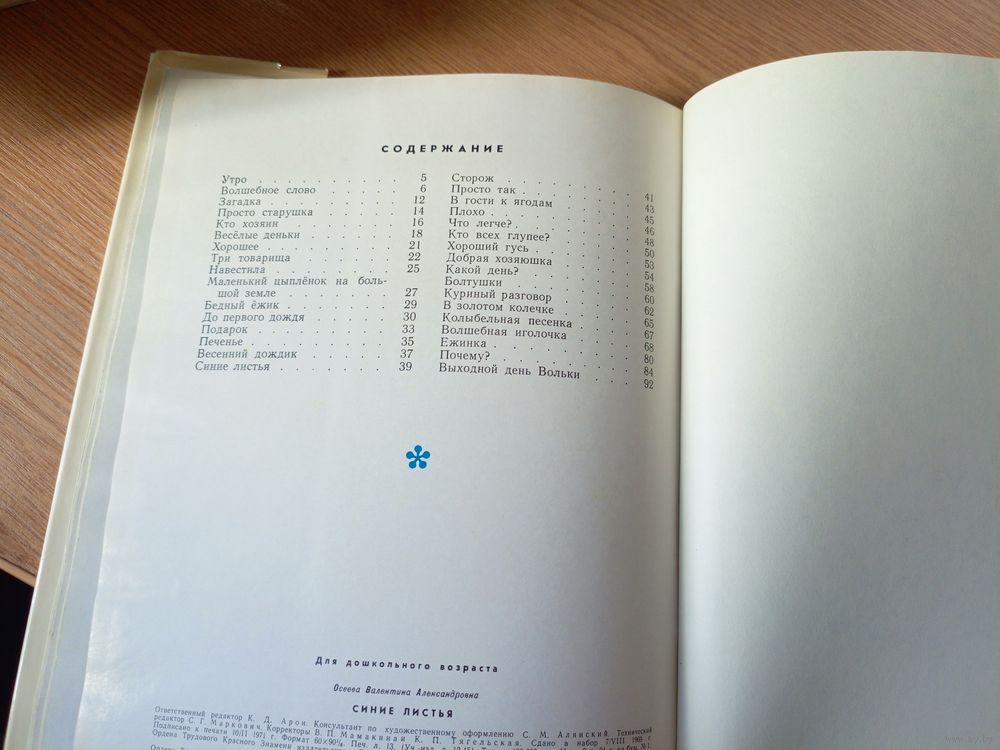 СОДЕРЖАНИЕ
Утро . . . . . . 5
Волшебное слово . . . . . 6
Загадка . . . . . . 12
Просто старушка . . . . . 14
Кто хозяин . . . . . . 16
Весёлые деньки . . . . . 18
Хорошее . . . . . . 21
Три товарища . . . . . . 22
Навестила . . . . . . 25
Маленький цыплёнок на боль-
шой земле . . . . . . 27
Бедный ёжик . . . . . . 29
До первого дождя . . . . . 30
Подарок . . . . . . 33
Печенье . . . . . . 35
Весенний дождик . . . . . 37
Синие листья . . . . . . 39
Сторож . . . . . . 41
Просто так . . . . . . 43
В гости к ягодам . . . . . 45
Плохо . . . . . . 46
Что легче? . . . . . . 48
Кто всех глупее? . . . . . 50
Хороший гусь . . . . . . 53
Добрая хозяюшка . . . . . 54
Какой день? . . . . . . 58
Болтушки . . . . . . 60
Куриный разговор . . . . . 62
В золотом колечке . . . . . 65
Колыбельная песенка . . . . 67
Волшебная иголочка . . . . 68
Ежинка . . . . . . 80
Почему? . . . . . . 84
Выходной день Вольки . . . 92
Для дошкольного возраста
Осеева Валентина Александровна
СИНИЕ ЛИСТЬЯ
Ответственный редактор К. Д. Арон. Консультант по художественному оформлению С. М. Алянский. Технический
редактор С. Г. Маркович. Корректоры В. П. Мамакина и К. П. Тягельская. Сдано в набор 7/VIII 1969 г.
Подписано к печати 10/II 1971 г. Формат 60×90⅛. Печ. л. 13.
Ордена Трудового Красного Знамени